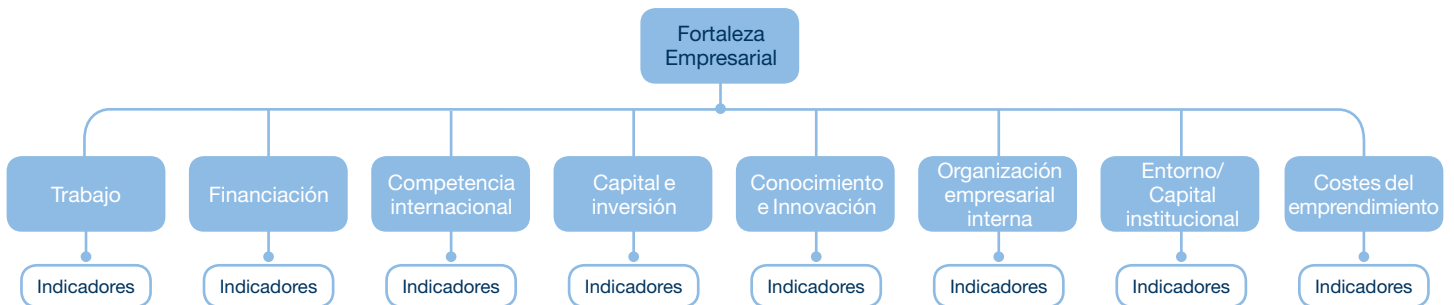 Fortaleza
Empresarial
Trabajo
Financiación
Competencia
internacional
Capital e
inversión
Conocimiento
e Innovación
Organización
empresarial
interna
Entorno/
Capital
institucional
Costes del
emprendimiento
Indicadores
Indicadores
Indicadores
Indicadores
Indicadores
Indicadores
Indicadores
Indicadores